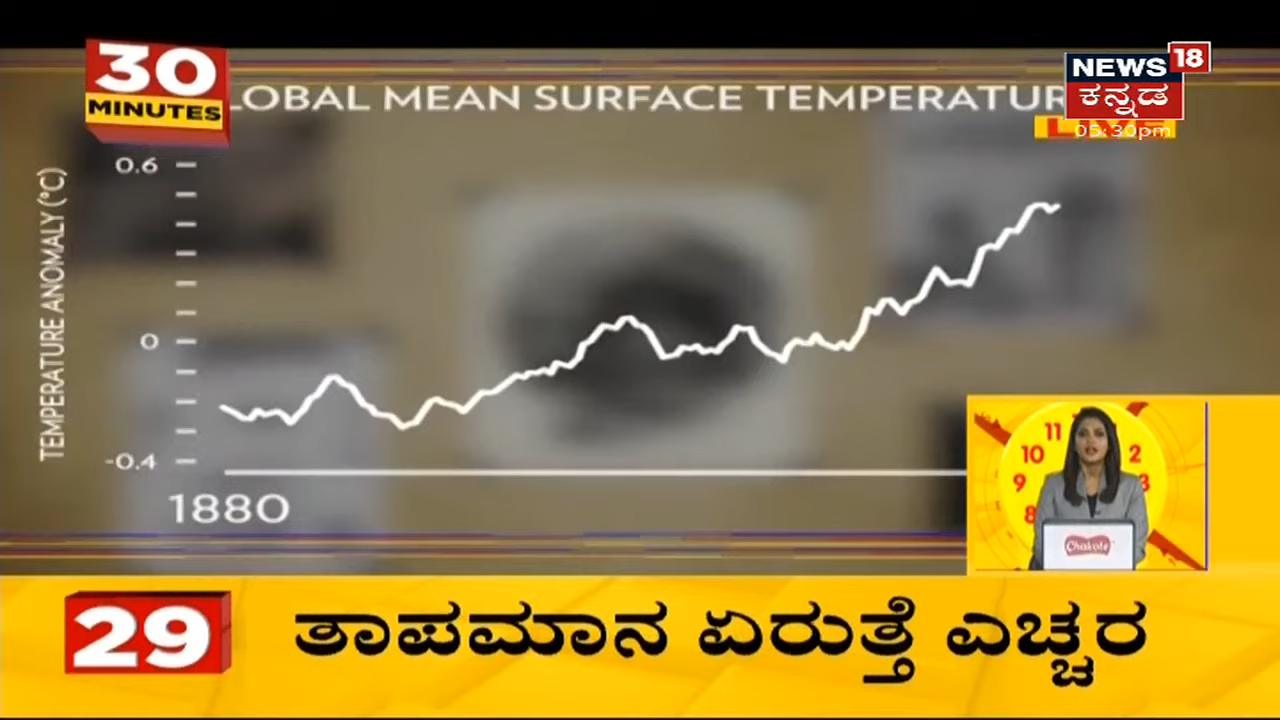 30
MINUTES
LOBAL MEAN SURFACE TEMPERATUR
NEWS 18
ಕನ್ನಡ
LIVE
05:30pm
TEMPERATURE ANOMALY (°C)
0.6
0
-0.4
1880
11
10
9
8
2
3
Chakote
29
ತಾಪಮಾನ ಏರುತ್ತೆ ಎಚ್ಚರ